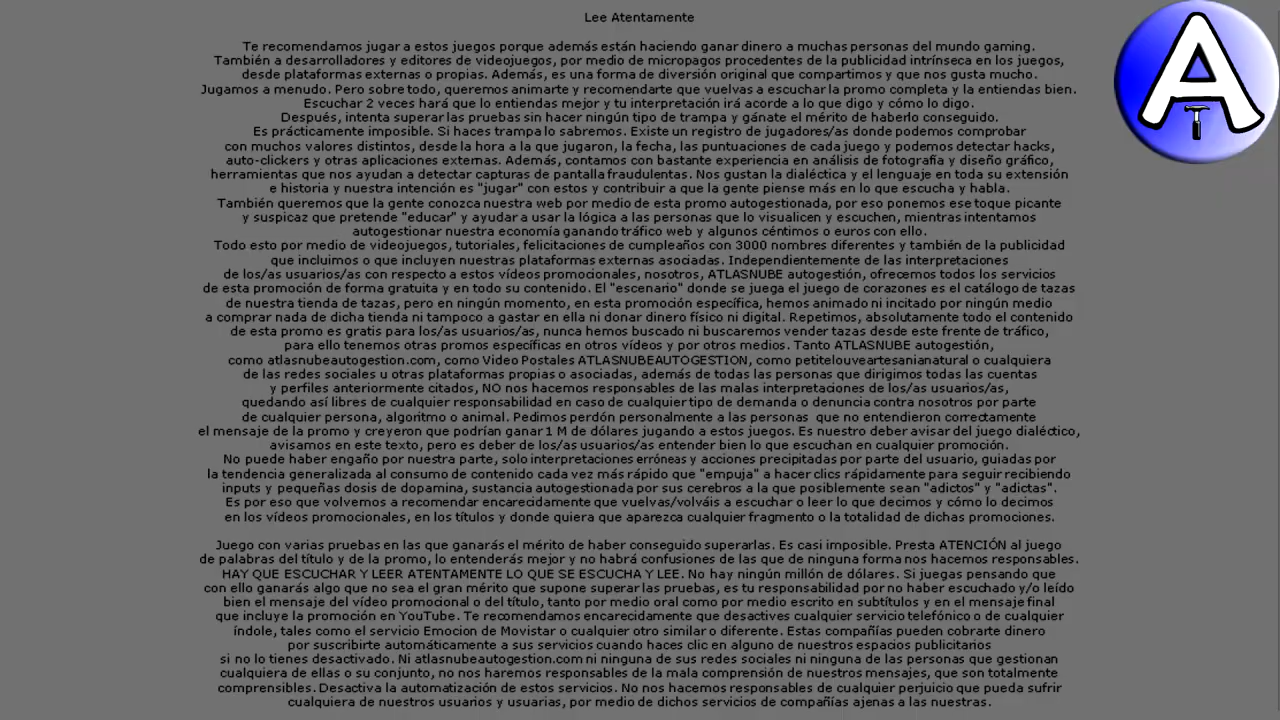 Lee Atentamente
Te recomendamos jugar a estos juegos porque además están haciendo ganar dinero a muchas personas del mundo gaming.
También a desarrolladores y editores de videojuegos, por medio de micropagos procedentes de la publicidad intrínseca en los juegos,
desde plataformas externas o propias. Además, es una forma de diversión original que compartimos y que nos gusta mucho.
Jugamos a menudo. Pero sobre todo, queremos animarte y recomendarte que vuelvas a escuchar la promo completa y la entiendas bien.
Escuchar 2 veces hará que lo entiendas mejor y tu interpretación irá acorde a lo que digo y cómo lo digo.
Después, intenta superar las pruebas sin hacer ningún tipo de trampa y gánate el mérito de haberlo conseguido.
Es prácticamente imposible. Si haces trampa lo sabremos. Existe un registro de jugadores/as donde podemos comprobar
con muchos valores distintos, desde la hora a la que jugaron, la fecha, las puntuaciones de cada juego y podemos detectar hacks,
auto-clickers y otras aplicaciones externas. Además, contamos con bastante experiencia en análisis de fotografía y diseño gráfico,
herramientas que nos ayudan a detectar capturas de pantalla fraudulentas. Nos gustan la dialéctica y el lenguaje en toda su extensión
e historia y nuestra intención es "jugar" con estos y contribuir a que la gente piense más en lo que escucha y habla.
También queremos que la gente conozca nuestra web por medio de esta promo autogestionada, por eso ponemos ese toque picante
y suspicaz que pretende "educar" y ayudar a usar la lógica a las personas que lo visualicen y escuchen, mientras intentamos
autogestionar nuestra economía ganando tráfico web y algunos céntimos o euros con ello.
Todo esto por medio de videojuegos, tutoriales, felicitaciones de cumpleaños con 3000 nombres diferentes y también de la publicidad
que incluimos o que incluyen nuestras plataformas externas asociadas. Independientemente de las interpretaciones
de los/as usuarios/as con respecto a estos vídeos promocionales, nosotros, ATLASNUBE autogestión, ofrecemos todos los servicios
de esta promoción de forma gratuita y en todo su contenido. El "escenario" donde se juega el juego de corazones es el catálogo de tazas
de nuestra tienda de tazas, pero en ningún momento, en esta promoción específica, hemos animado ni incitado por ningún medio
a comprar nada de dicha tienda ni tampoco a gastar en ella ni donar dinero físico ni digital. Repetimos, absolutamente todo el contenido
de esta promo es gratis para los/as usuarios/as, nunca hemos buscado ni buscaremos vender tazas desde este frente de tráfico,
para ello tenemos otras promos específicas en otros vídeos y por otros medios. Tanto ATLASNUBE autogestión,
como atlasnubeautogestion.com, como Video Postales ATLASNUBEAUTOGESTION, como petitelouveartesanianatural o cualquiera
de las redes sociales u otras plataformas propias o asociadas, además de todas las personas que dirigimos todas las cuentas
y perfiles anteriormente citados, NO nos hacemos responsables de las malas interpretaciones de los/as usuarios/as,
quedando así libres de cualquier responsabilidad en caso de cualquier tipo de demanda o denuncia contra nosotros por parte
de cualquier persona, algoritmo o animal. Pedimos perdón personalmente a las personas que no entendieron correctamente
el mensaje de la promo y creyeron que podrían ganar 1 M de dólares jugando a estos juegos. Es nuestro deber avisar del juego dialéctico,
avisamos en este texto, pero es deber de los/as usuarios/as entender bien lo que escuchan en cualquier promoción.
No puede haber engaño por nuestra parte, solo interpretaciones erróneas y acciones precipitadas por parte del usuario, guiadas por
la tendencia generalizada al consumo de contenido cada vez más rápido que "empuja" a hacer clics rápidamente para seguir recibiendo
inputs y pequeñas dosis de dopamina, sustancia autogestionada por sus cerebros a la que posiblemente sean "adictos" y "adictas".
Es por eso que volvemos a recomendar encarecidamente que vuelvas/volváis a escuchar o leer lo que decimos y cómo lo decimos
en los vídeos promocionales, en los títulos y donde quiera que aparezca cualquier fragmento o la totalidad de dichas promociones.
Juego con varias pruebas en las que ganarás el mérito de haber conseguido superarlas. Es casi imposible. Presta ATENCIÓN al juego
de palabras del título y de la promo, lo entenderás mejor y no habrá confusiones de las que de ninguna forma nos hacemos responsables.
HAY QUE ESCUCHAR Y LEER ATENTAMENTE LO QUE SE ESCUCHA Y LEE. No hay ningún millón de dólares. Si juegas pensando que
con ello ganarás algo que no sea el gran mérito que supone superar las pruebas, es tu responsabilidad por no haber escuchado y/o leído
bien el mensaje del vídeo promocional o del título, tanto por medio oral como por medio escrito en subtítulos y en el mensaje final
que incluye la promoción en YouTube. Te recomendamos encarecidamente que desactives cualquier servicio telefónico o de cualquier
índole, tales como el servicio Emocion de Movistar o cualquier otro similar o diferente. Estas compañías pueden cobrarte dinero
por suscribirte automáticamente a sus servicios cuando haces clic en alguno de nuestros espacios publicitarios
si no lo tienes desactivado. Ni atlasnubeautogestion.com ni ninguna de sus redes sociales ni ninguna de las personas que gestionan
cualquiera de ellas o su conjunto, no nos haremos responsables de la mala comprensión de nuestros mensajes, que son totalmente
comprensibles. Desactiva la automatización de estos servicios. No nos hacemos responsables de cualquier perjuicio que pueda sufrir
cualquiera de nuestros usuarios y usuarias, por medio de dichos servicios de compañías ajenas a las nuestras.
A